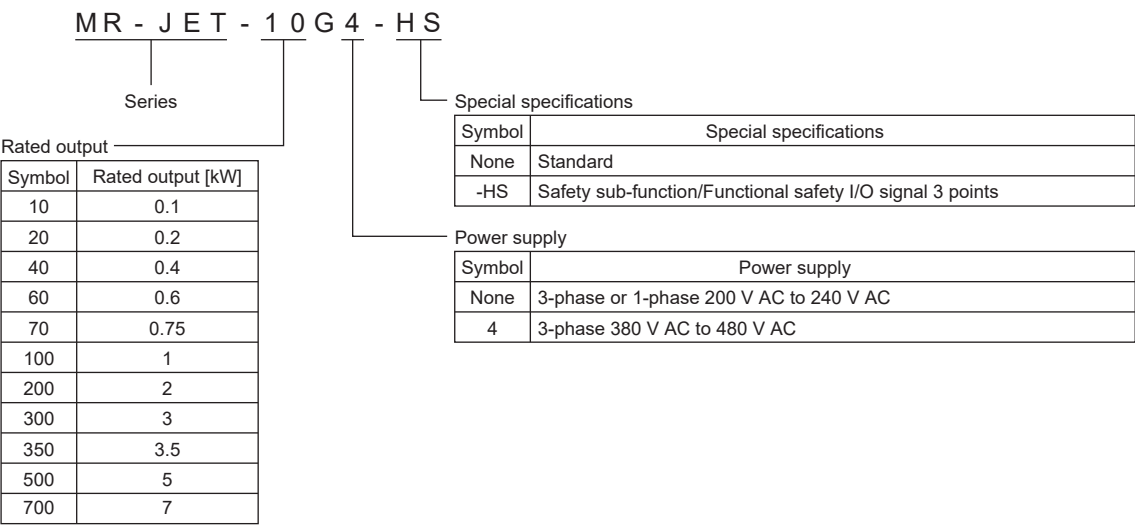 MR-JET-10G4-HS
Series
Rated output
Symbol Rated output [kW]
10 0.1
20 0.2
40 0.4
60 0.6
70 0.75
100 1
200 2
300 3
350 3.5
500 5
700 7
Special specifications
Symbol Special specifications
None Standard
-HS Safety sub-function/Functional safety I/O signal 3 points
Power supply
Symbol Power supply
None 3-phase or 1-phase 200 V AC to 240 V AC
4 3-phase 380 V AC to 480 V AC